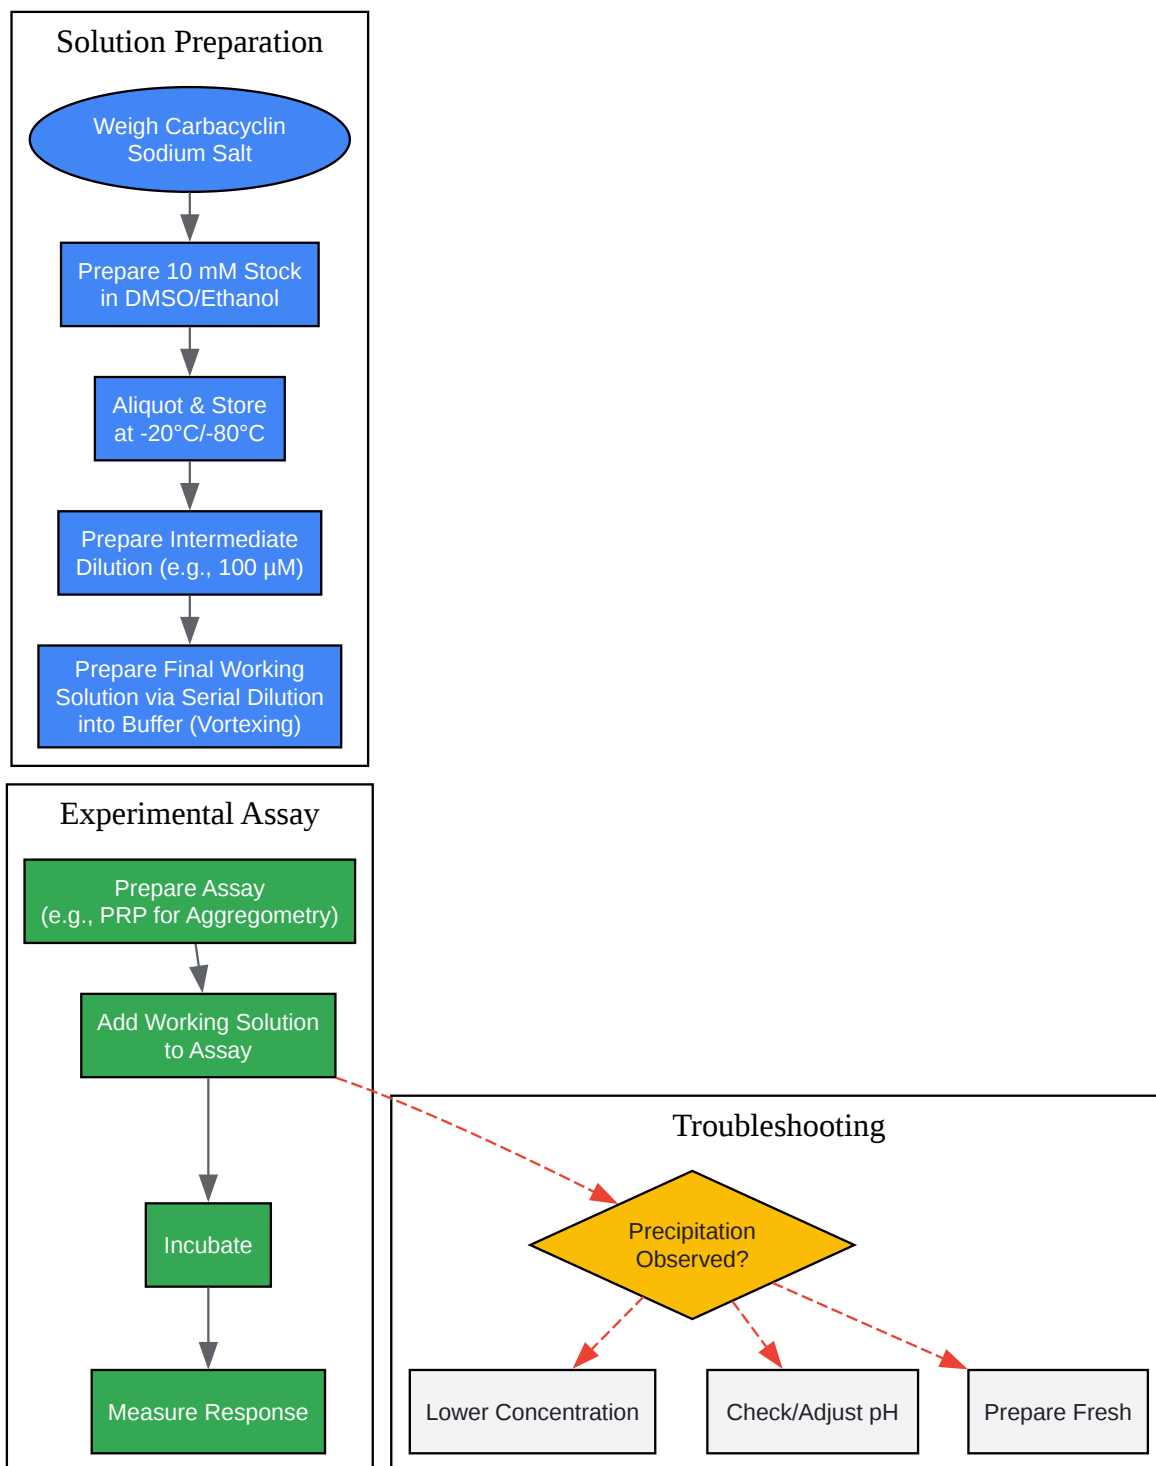 Solution Preparation
Weigh Carbacyclin
Sodium Salt
Prepare 10 mM Stock
in DMSO/Ethanol
Aliquot & Store
at -20°C/-80°C
Prepare Intermediate
Dilution (e.g., 100 µM)
Prepare Final Working
Solution via Serial Dilution
into Buffer (Vortexing)
Experimental Assay
Prepare Assay
(e.g., PRP for Aggregometry)
Add Working Solution
to Assay
Incubate
Measure Response
Troubleshooting
Precipitation
Observed?
Lower Concentration
Check/Adjust pH
Prepare Fresh